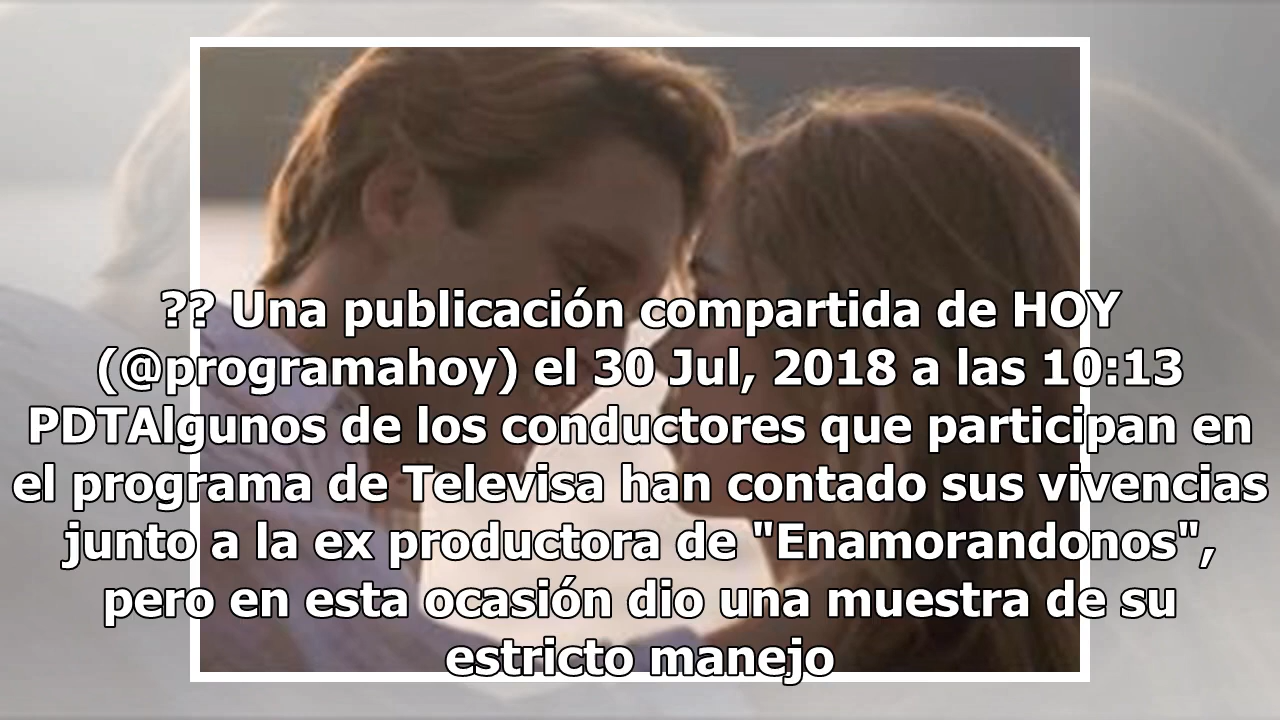 ?? Una publicación compartida de HOY
(@programahoy) el 30 Jul, 2018 a las 10:13
PDTAlgunos de los conductores que participan en
el programa de Televisa han contado sus vivencias
junto a la ex productora de "Enamorandonos",
pero en esta ocasión dio una muestra de su
estricto manejo